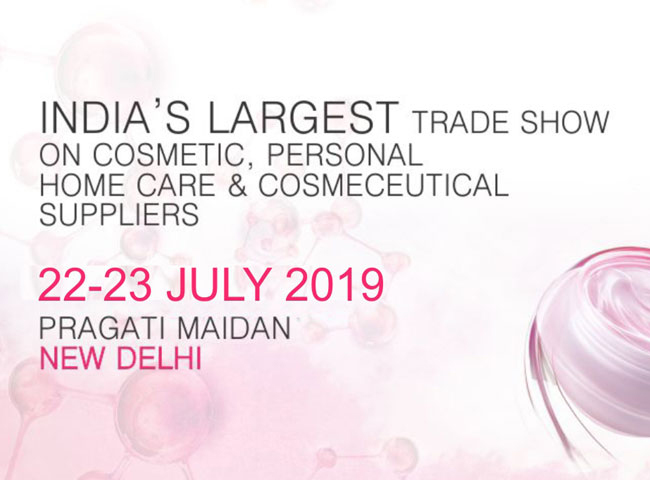 INDIA'S LARGEST TRADE SHOW
ON COSMETIC, PERSONAL
HOME CARE & COSMECEUTICAL
SUPPLIERS
22-23 JULY 2019
PRAGATI MAIDAN
NEW DELHI